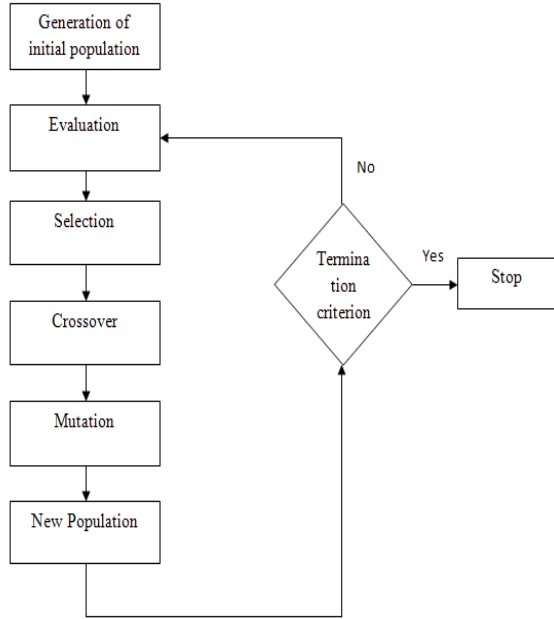 Generation of
initial population
Evaluation
Selection
Crossover
Mutation
New Population
No
Termina
tion
criterion
Yes
Stop